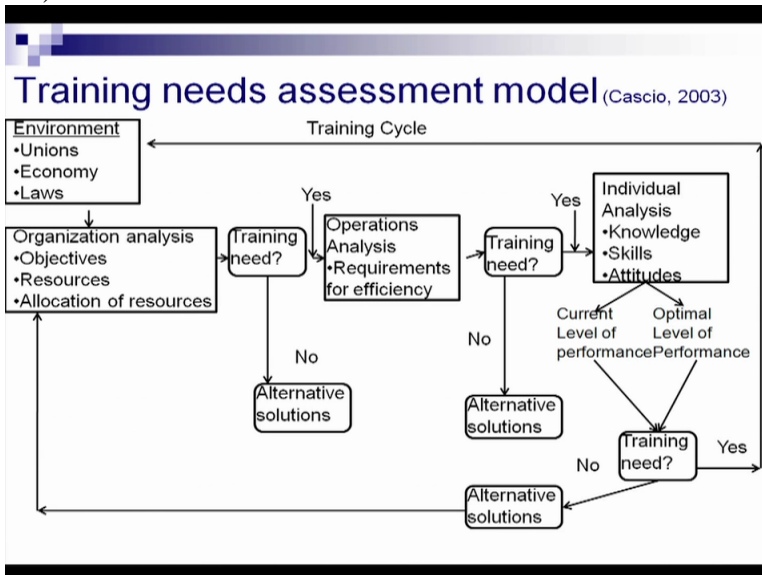 Training needs assessment model (Cascio, 2003)
Training Cycle
Environment
•Unions
•Economy
•Laws
Organization analysis
•Objectives
•Resources
•Allocation of resources
Training
need?
Yes
No
Alternative
solutions
Operations
Analysis
•Requirements
for efficiency
Training
need?
Yes
No
Alternative
solutions
Individual
Analysis
•Knowledge
•Skills
•Attitudes
Current
Level of
performance
Optimal
Level of
Performance
Training
need?
Yes
No
Alternative
solutions